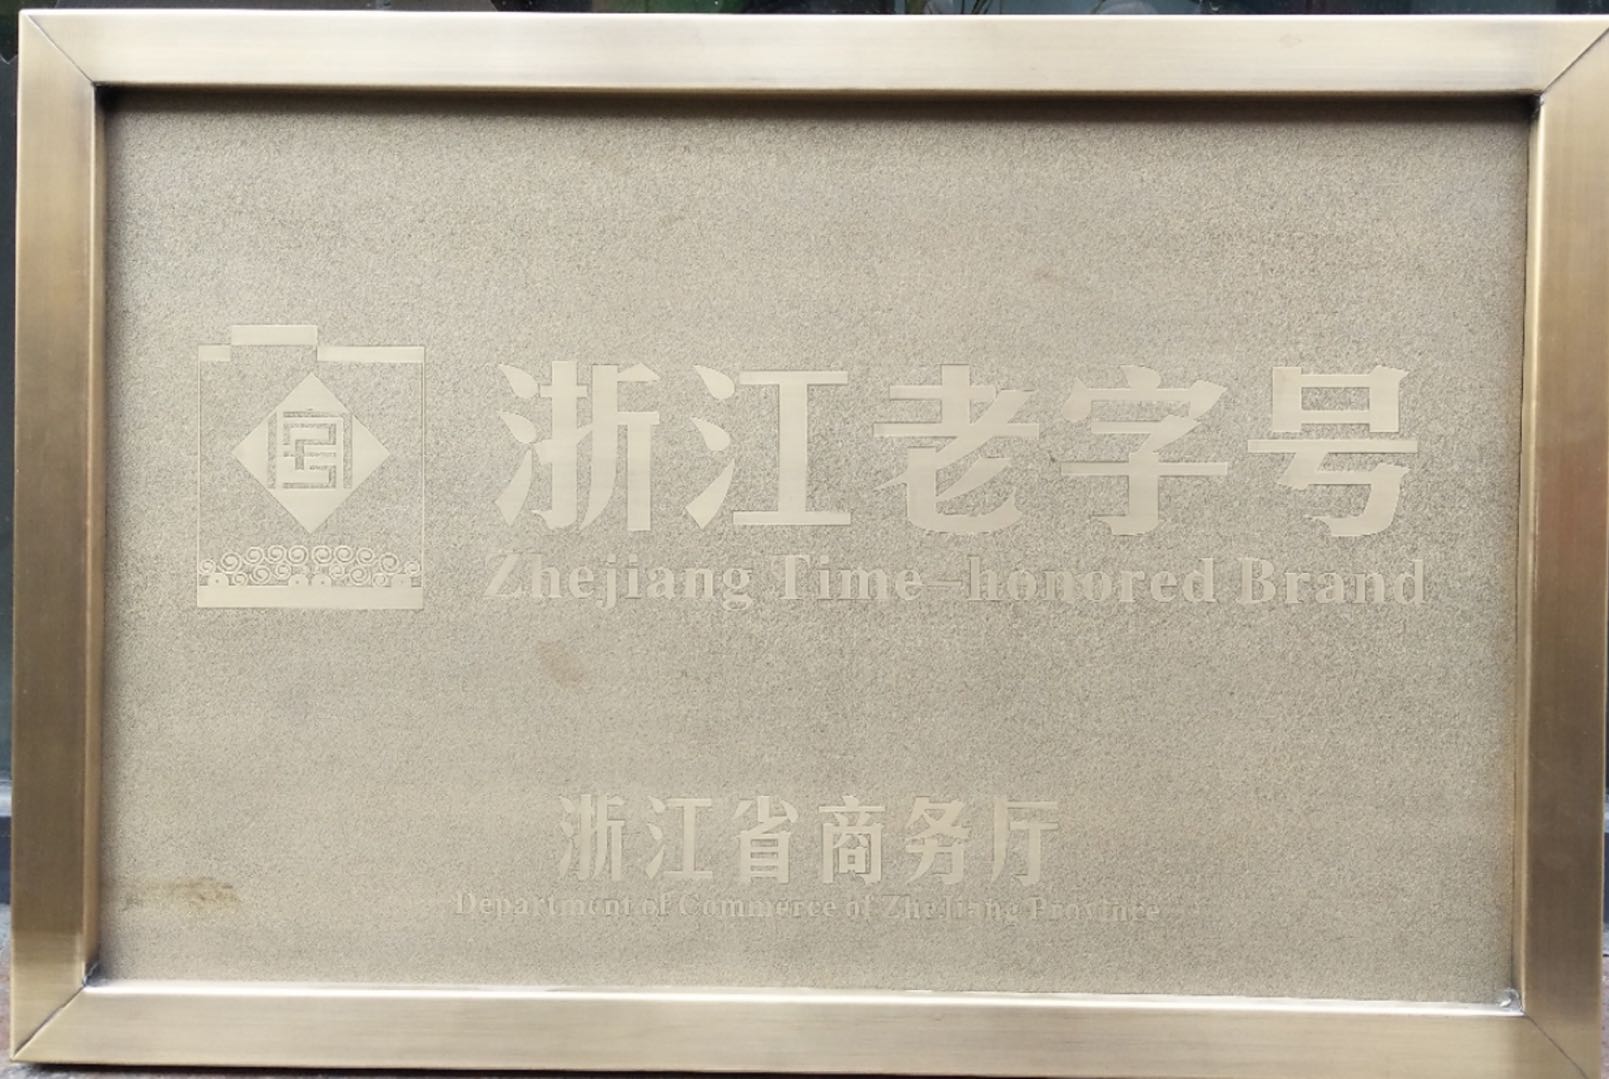 浙江老字号
Zhejiang Time-honored Brand
浙江省商务厅
Department of Commerce of ZheJiang Province